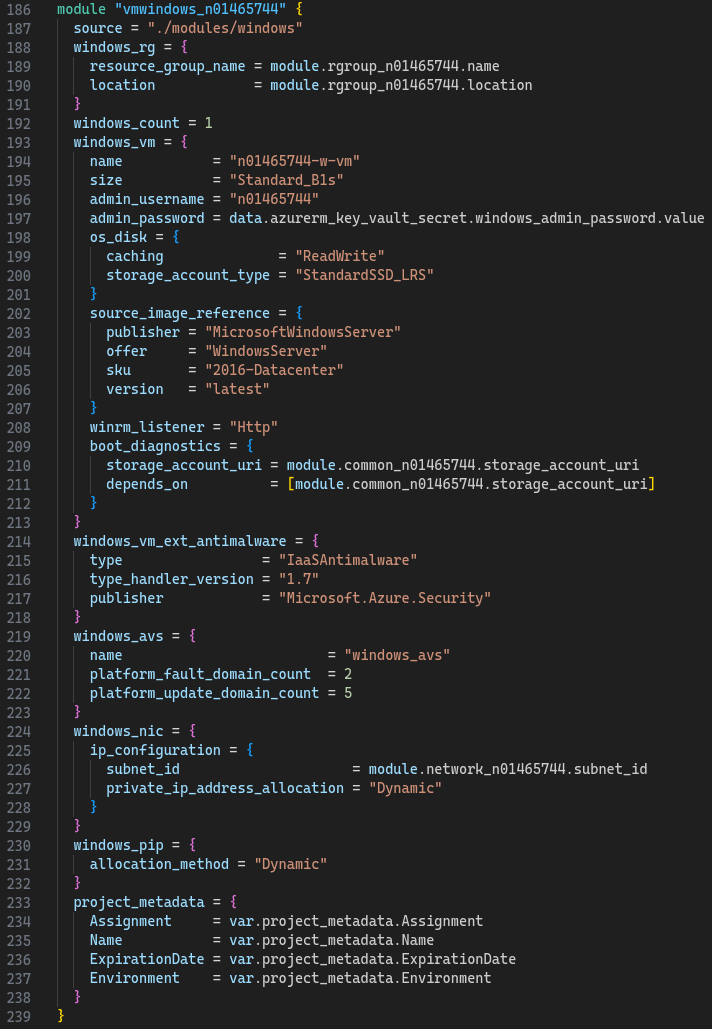 186 module "vmwindows_n01465744" {
187   source = "./modules/windows"
188   windows_rg = {
189     resource_group_name = module.rgroup_n01465744.name
190     location            = module.rgroup_n01465744.location
191   }
192   windows_count = 1
193   windows_vm = {
194     name           = "n01465744-w-vm"
195     size           = "Standard_B1s"
196     admin_username = "n01465744"
197     admin_password = data.azurerm_key_vault_secret.windows_admin_password.value
198     os_disk = {
199       caching              = "ReadWrite"
200       storage_account_type = "StandardSSD_LRS"
201     }
202     source_image_reference = {
203       publisher = "MicrosoftWindowsServer"
204       offer     = "WindowsServer"
205       sku       = "2016-Datacenter"
206       version   = "latest"
207     }
208     winrm_listener = "Http"
209     boot_diagnostics = {
210       storage_account_uri = module.common_n01465744.storage_account_uri
211       depends_on          = [module.common_n01465744.storage_account_uri]
212     }
213   }
214   windows_vm_ext_antimalware = {
215     type                 = "IaaSAntimalware"
216     type_handler_version = "1.7"
217     publisher            = "Microsoft.Azure.Security"
218   }
219   windows_avs = {
220     name                         = "windows_avs"
221     platform_fault_domain_count  = 2
222     platform_update_domain_count = 5
223   }
224   windows_nic = {
225     ip_configuration = {
226       subnet_id                     = module.network_n01465744.subnet_id
227       private_ip_address_allocation = "Dynamic"
228     }
229   }
230   windows_pip = {
231     allocation_method = "Dynamic"
232   }
233   project_metadata = {
234     Assignment     = var.project_metadata.Assignment
235     Name           = var.project_metadata.Name
236     ExpirationDate = var.project_metadata.ExpirationDate
237     Environment    = var.project_metadata.Environment
238   }
239 }